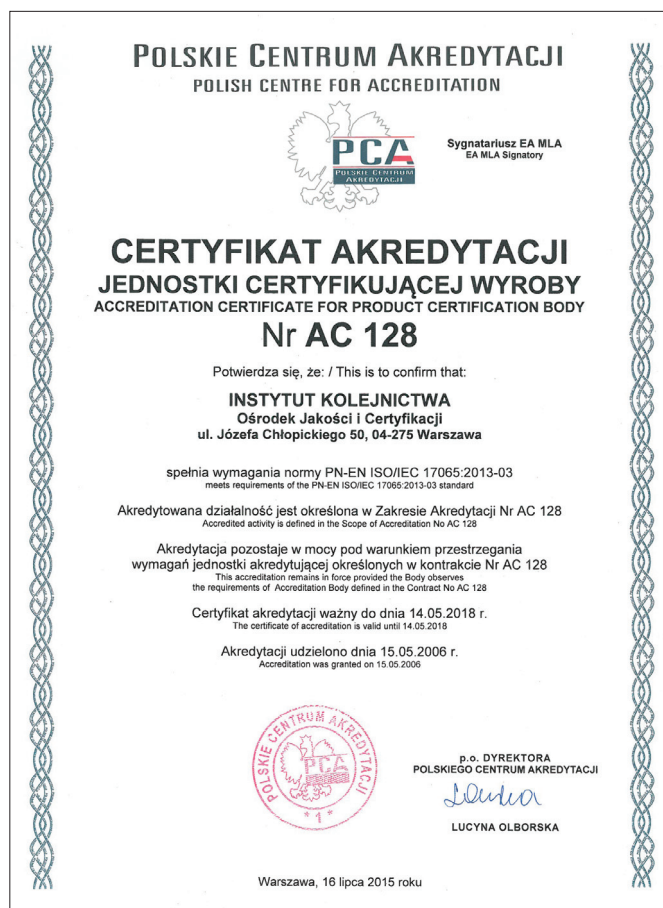 POLSKIE CENTRUM AKREDYTACJI
POLISH CENTRE FOR ACCREDITATION
PCA
POLSKIE CENTRUM
AKREDYTACJI
Sygnatariusz EA MLA
EA MLA Signatory
CERTYFIKAT AKREDYTACJI
JEDNOSTKI CERTYFIKUJĄCEJ WYROBY
ACCREDITATION CERTIFICATE FOR PRODUCT CERTIFICATION BODY
Nr AC 128
Potwierdza się, że: / This is to confirm that:
INSTYTUT KOLEJNICTWA
Ośrodek Jakości i Certyfikacji
ul. Józefa Chłopickiego 50, 04-275 Warszawa
spełnia wymagania normy PN-EN ISO/IEC 17065:2013-03
meets requirements of the PN-EN ISO/IEC 17065:2013-03 standard
Akredytowana działalność jest określona w Zakresie Akredytacji Nr AC 128
Accredited activity is defined in the Scope of Accreditation No AC 128
Akredytacja pozostaje w mocy pod warunkiem przestrzegania
wymagań jednostki akredytującej określonych w kontrakcie Nr AC 128
This accreditation remains in force provided the Body observes
the requirements of Accreditation Body defined in the Contract No AC 128
Certyfikat akredytacji ważny do dnia 14.05.2018 r.
The certificate of accreditation is valid until 14.05.2018
Akredytacji udzielono dnia 15.05.2006 r.
Accreditation was granted on 15.05.2006
POLSKIE CENTRUM AKREDYTACJI
PCA
* 1 *
p.o. DYREKTORA
POLSKIEGO CENTRUM AKREDYTACJI
LUCYNA OLBORSKA
Warszawa, 16 lipca 2015 roku